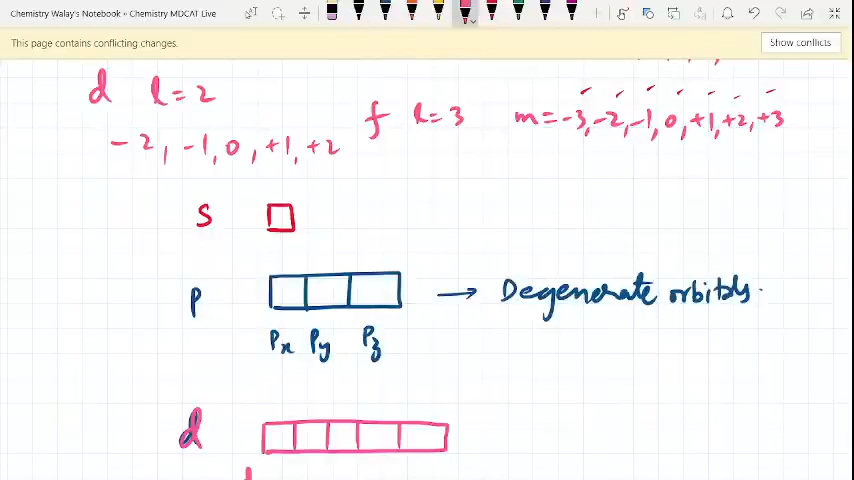 Chemistry Walay's Notebook » Chemistry MDCAT Live
This page contains conflicting changes.
Show conflicts
d l = 2
f l = 3 m = -3, -2, -1, 0, +1, +2, +3
-2, -1, 0, +1, +2
S
P → Degenerate orbitals.
Px Py Pz
d